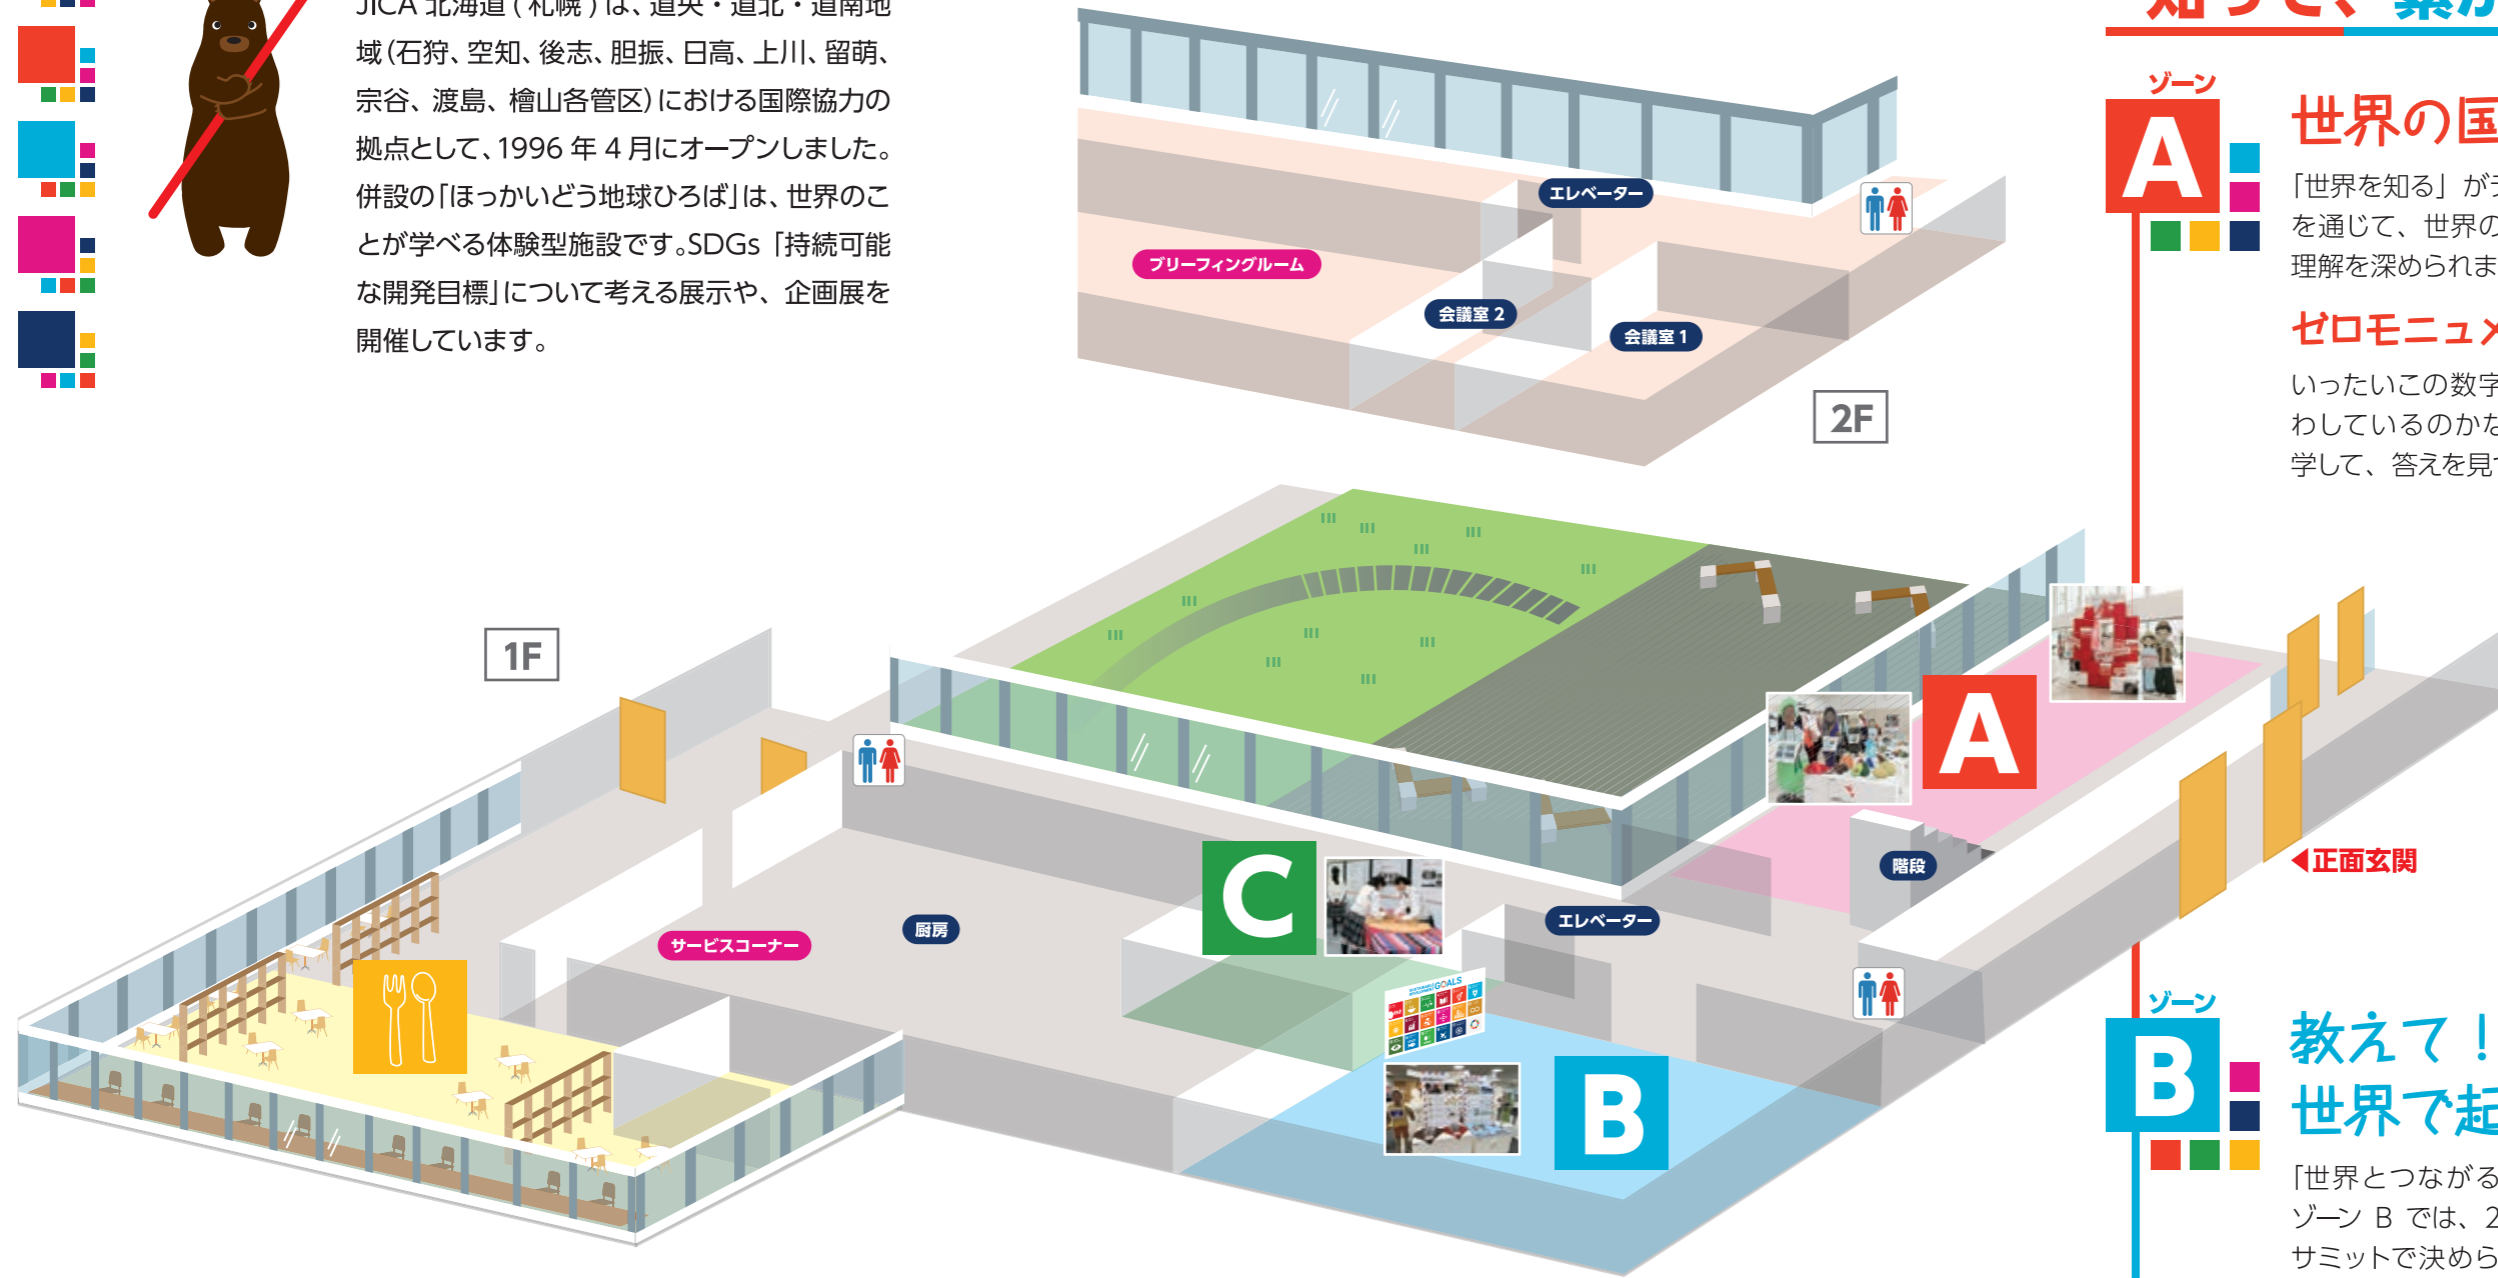 JICA 北海道 ( 札幌 ) は、道央・道北・道南地
域(石狩、空知、後志、胆振、日高、上川、留萌、
宗谷、渡島、檜山各管区)における国際協力の
拠点として、1996 年 4 月にオープンしました。
併設の「ほっかいどう地球ひろば」は、世界のこ
とが学べる体験型施設です。SDGs「持続可能
な開発目標」について考える展示や、企画展を
開催しています。
エレベーター
ブリーフィングルーム
会議室 2
会議室 1
2F
1F
A
階段
正面玄関
C
エレベーター
厨房
サービスコーナー
SUSTAINABLE DEVELOPMENT GOALS
B
知って、繋が
ゾーン
A
世界の国
「世界を知る」がテ
を通じて、世界の
理解を深められま
ゼロモニュメ
いったいこの数字
わしているのかな
学して、答えを見つ
ゾーン
B
教えて！
世界で起
「世界とつながる
ゾーン B では、2
サミットで決めら